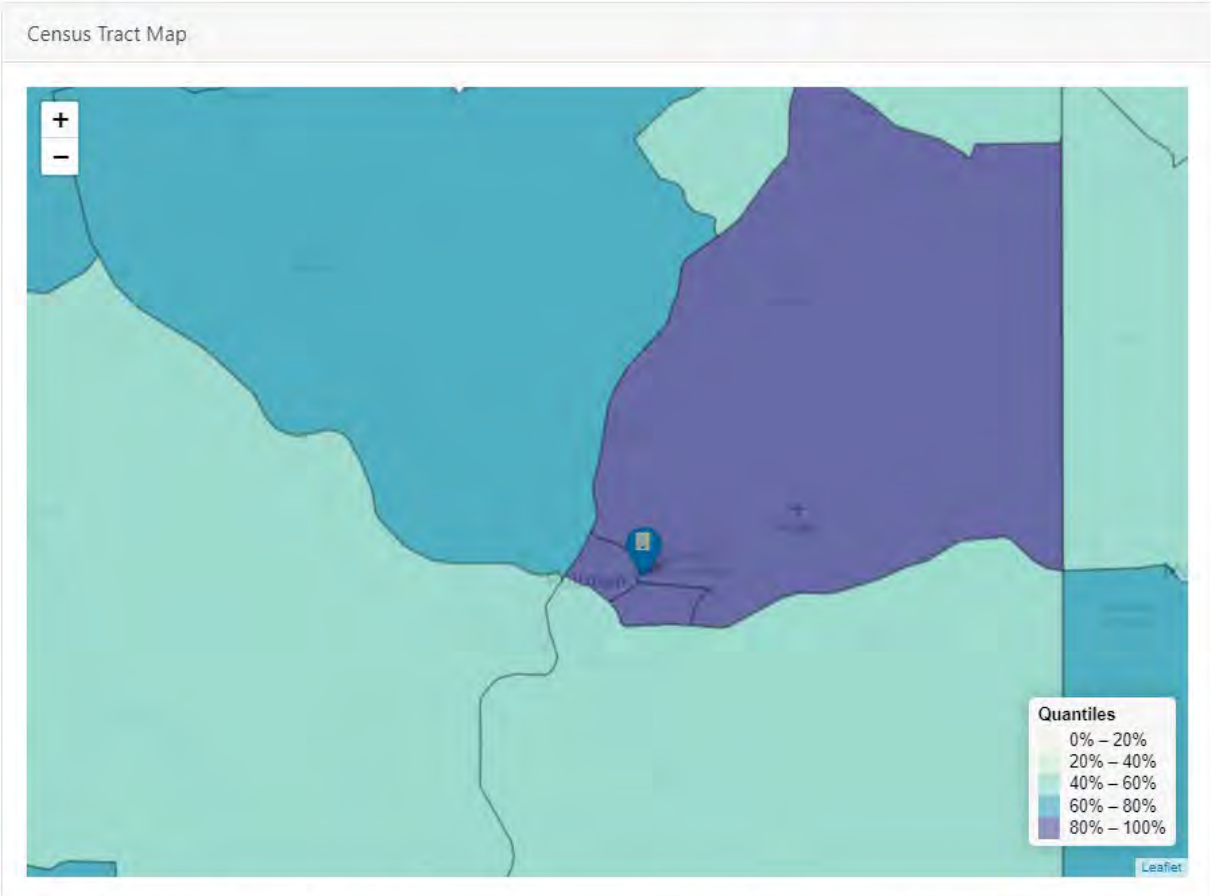 Census Tract Map
+
−
Quantiles
0% – 20%
20% – 40%
40% – 60%
60% – 80%
80% – 100%
Leaflet